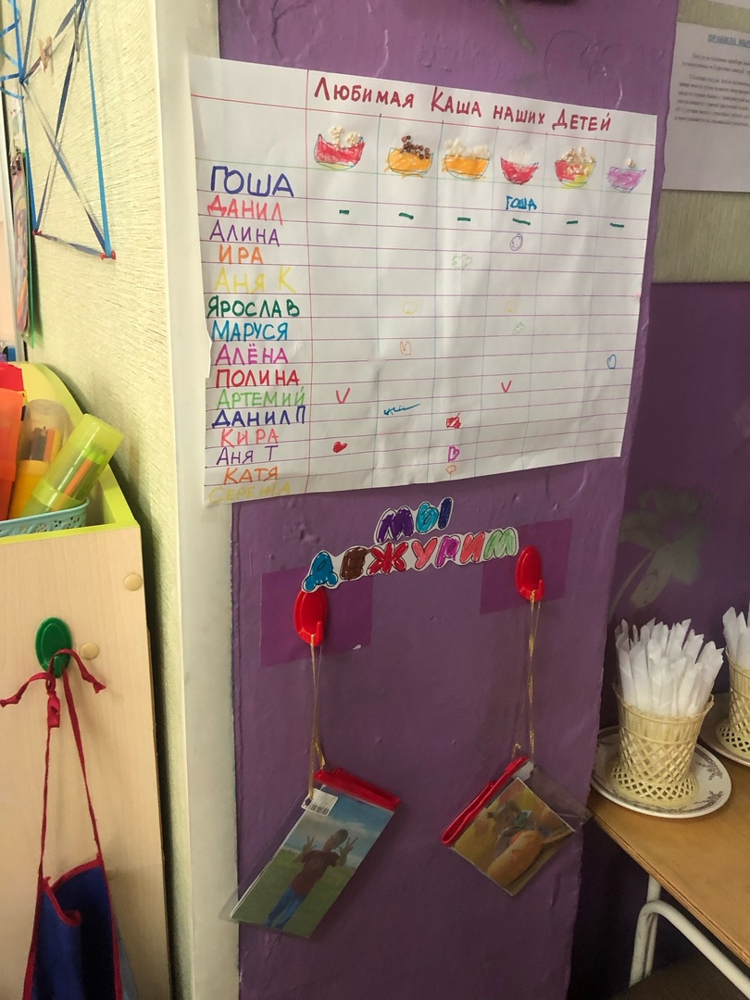 Любимая Каша наших Детей
ГОША
ГОША
ДАНИЛ
АЛИНА
ИРА
АНЯ К
ЯРОСЛАВ
МАРУСЯ
АЛЁНА
ПОЛИНА
АРТЕМИЙ
ДАНИЛ П
КИРА
АНЯ Т
КАТЯ
СЕРЁЖА
МЫ
ДЕЖУРИМ